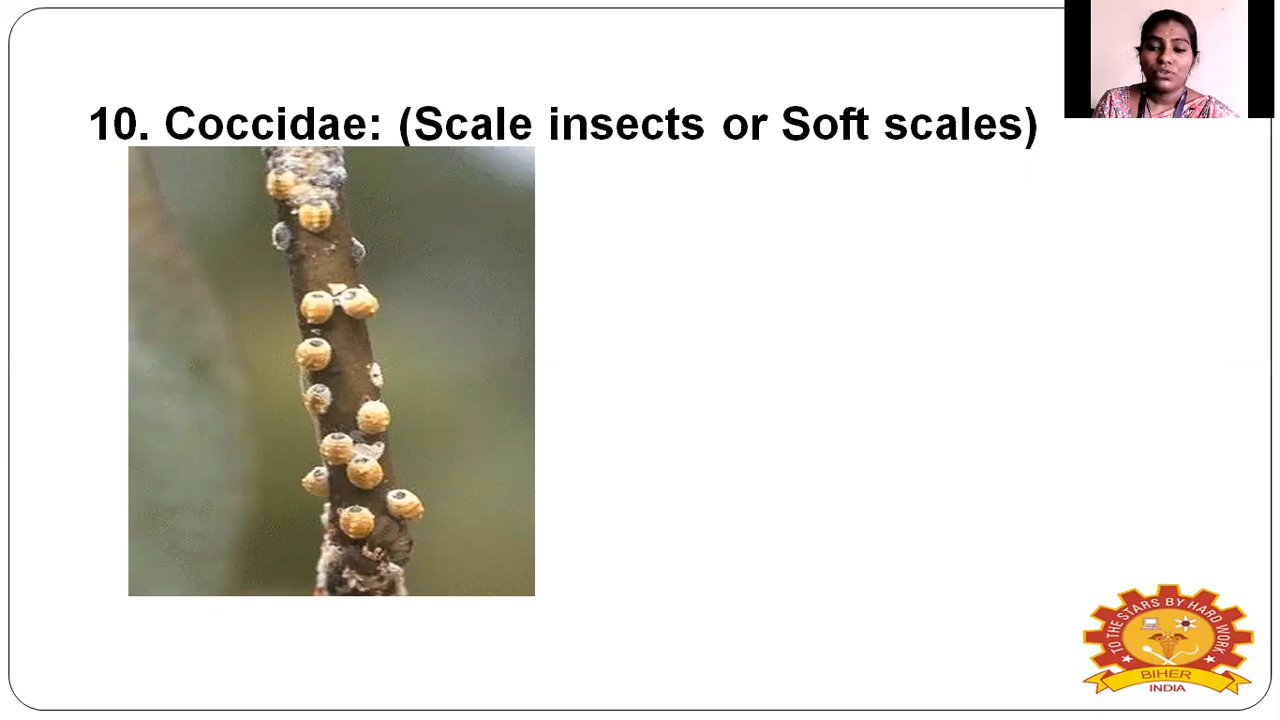 10. Coccidae: (Scale insects or Soft scales)
TO THE STARS BY HARD WORK
BIHER
INDIA